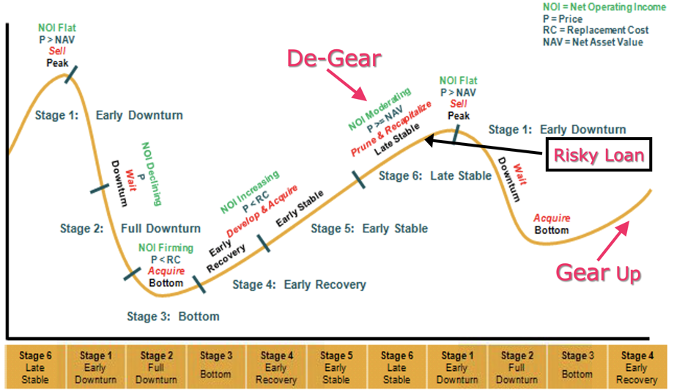 NOI = Net Operating Income
P = Price
RC = Replacement Cost
NAV = Net Asset Value
NOI Flat
P > NAV
Sell
Peak
De-Gear
NOI Moderating
P >= NAV
Prune & Recapitalize
Late Stable
NOI Flat
P > NAV
Sell
Peak
Stage 1: Early Downturn
Stage 1: Early Downturn
Risky Loan
NOI Declining
P
Wait
Downturn
NOI Increasing
P < RC
Develop & Acquire
Early
Recovery
Early Stable
Stage 6: Late Stable
Wait
Downturn
Stage 2: Full Downturn
Stage 5: Early Stable
Acquire
Bottom
NOI Firming
P < RC
Acquire
Bottom
Gear Up
Stage 4: Early Recovery
Stage 3: Bottom
Stage 6
Late
Stable
Stage 1
Early
Downturn
Stage 2
Full
Downturn
Stage 3
Bottom
Stage 4
Early
Recovery
Stage 5
Early
Stable
Stage 6
Late
Stable
Stage 1
Early
Downturn
Stage 2
Full
Downturn
Stage 3
Bottom
Stage 4
Early
Recovery